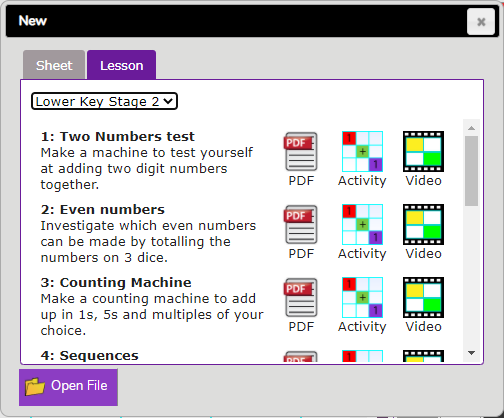 New
Sheet Lesson
Lower Key Stage 2
1: Two Numbers test
Make a machine to test yourself
at adding two digit numbers
together.
PDF Activity Video
2: Even numbers
Investigate which even numbers
can be made by totalling the
numbers on 3 dice.
PDF Activity Video
3: Counting Machine
Make a counting machine to add
up in 1s, 5s and multiples of your
choice.
PDF Activity Video
4: Sequences
Open File